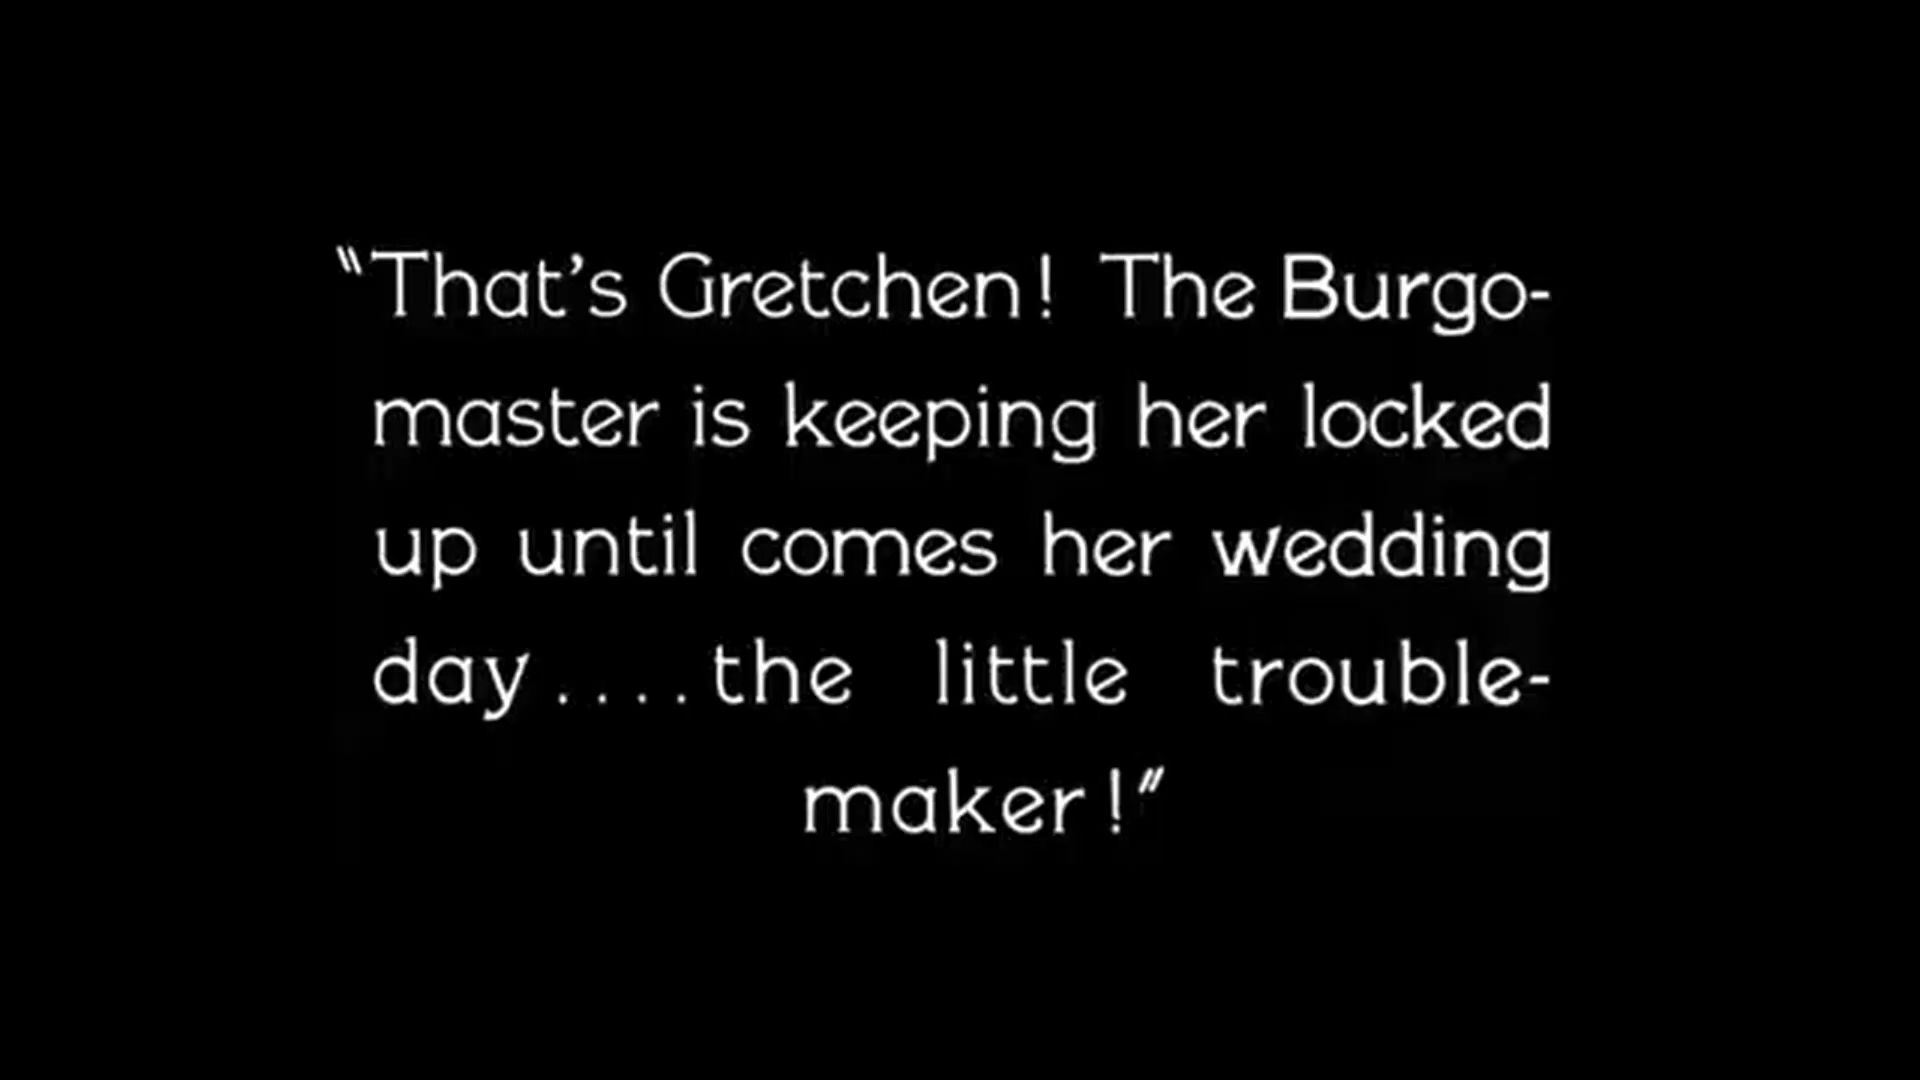 “That’s Gretchen! The Burgo-
master is keeping her locked
up until comes her wedding
day....the little trouble-
maker!”